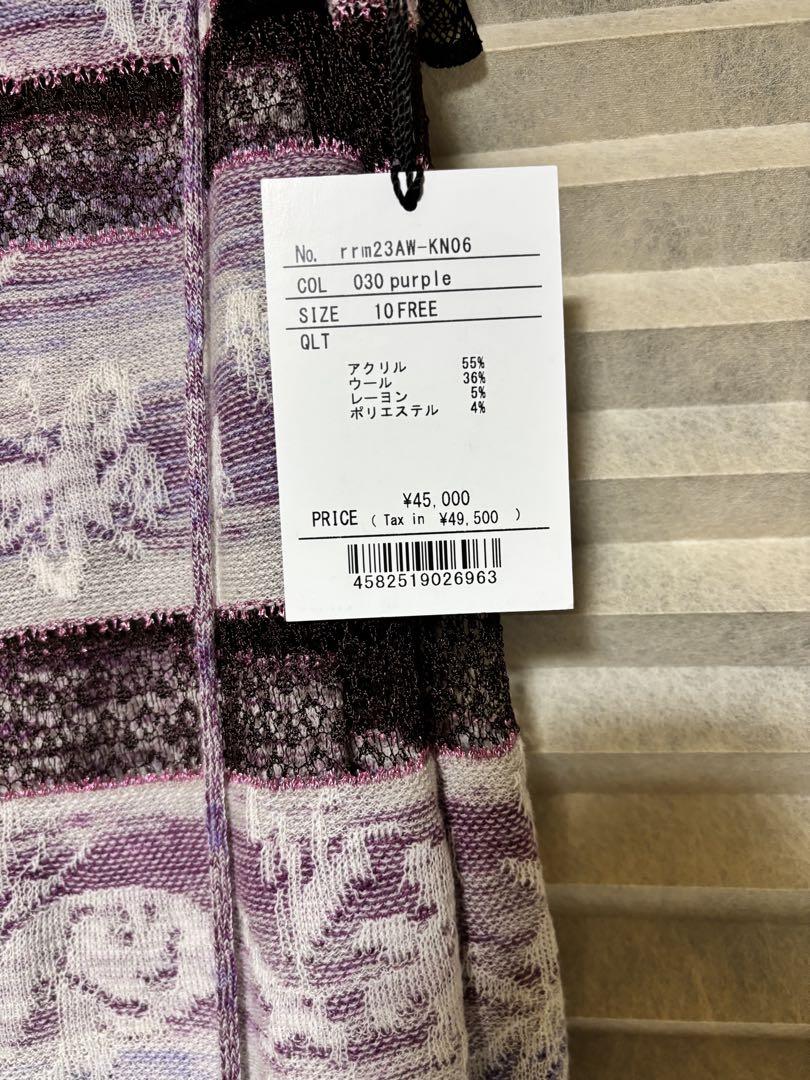 No. rrm23AW-KN06
COL 030 purple
SIZE 10 FREE
QLT
アクリル 55%
ウール 36%
レーヨン 5%
ポリエステル 4%
¥45,000
PRICE ( Tax in ¥49,500 )
4582519026963